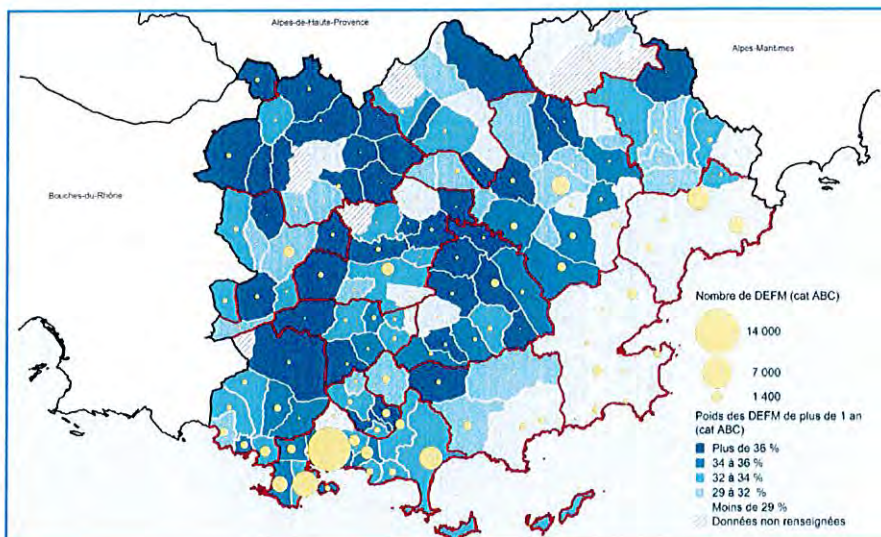 Alpes-de-Haute-Provence
Alpes-Maritimes
Bouches-du-Rhône
Nombre de DEFM (cat ABC)
14 000
7 000
1 400
Poids des DEFM de plus de 1 an
(cat ABC)
Plus de 36 %
34 à 36 %
32 à 34 %
29 à 32 %
Moins de 29 %
Données non renseignées